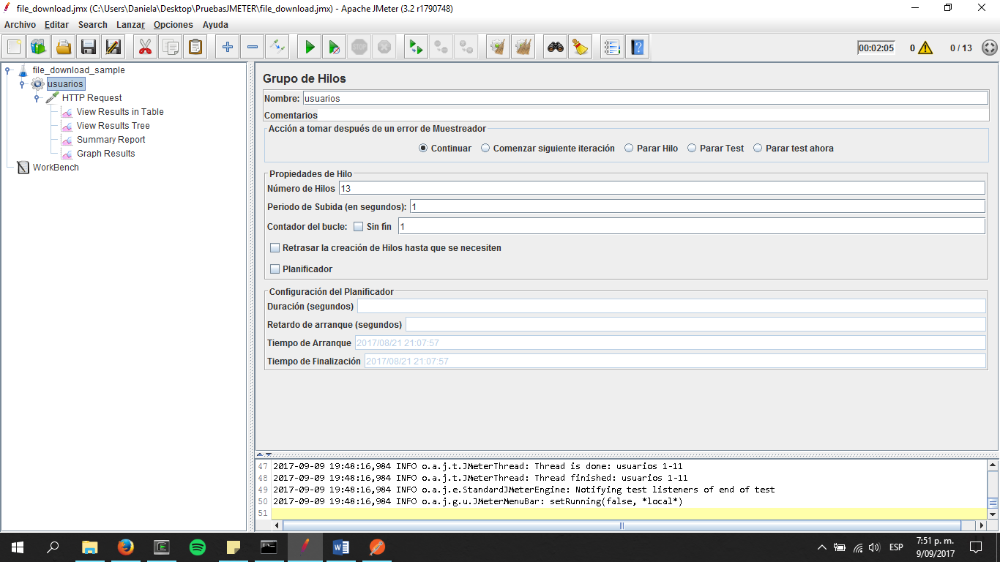 file_download.jmx (C:\Users\Daniela\Desktop\PruebasJMETER\file_download.jmx) - Apache JMeter (3.2 r1790748)
Archivo Editar Search Lanzar Opciones Ayuda
00:02:05 0 0 / 13
file_download_sample
usuarios
HTTP Request
View Results in Table
View Results Tree
Summary Report
Graph Results
WorkBench
Grupo de Hilos
Nombre: usuarios
Comentarios
Acción a tomar después de un error de Muestreador
Continuar Comenzar siguiente iteración Parar Hilo Parar Test Parar test ahora
Propiedades de Hilo
Número de Hilos 13
Periodo de Subida (en segundos): 1
Contador del bucle: Sin fín 1
Retrasar la creación de Hilos hasta que se necesiten
Planificador
Configuración del Planificador
Duración (segundos)
Retardo de arranque (segundos)
Tiempo de Arranque 2017/08/21 21:07:57
Tiempo de Finalización 2017/08/21 21:07:57
47 2017-09-09 19:48:16,984 INFO o.a.j.t.JMeterThread: Thread is done: usuarios 1-11
48 2017-09-09 19:48:16,984 INFO o.a.j.t.JMeterThread: Thread finished: usuarios 1-11
49 2017-09-09 19:48:16,984 INFO o.a.j.e.StandardJMeterEngine: Notifying test listeners of end of test
50 2017-09-09 19:48:16,984 INFO o.a.j.g.u.JMeterMenuBar: setRunning(false, *local*)
51
ESP
7:51 p. m.
9/09/2017